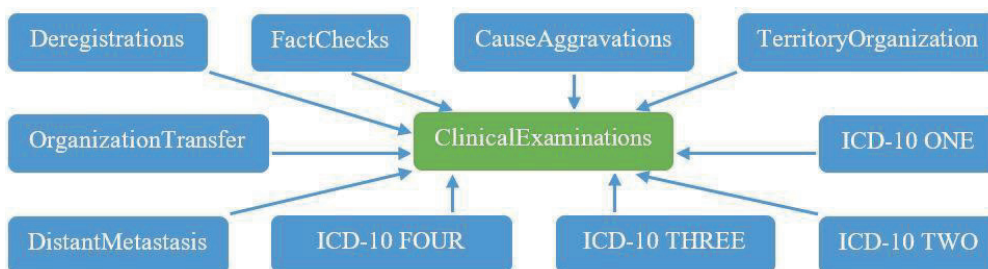 Deregistrations
FactChecks
CauseAggravations
TerritoryOrganization
OrganizationTransfer
ClinicalExaminations
ICD-10 ONE
DistantMetastasis
ICD-10 FOUR
ICD-10 THREE
ICD-10 TWO